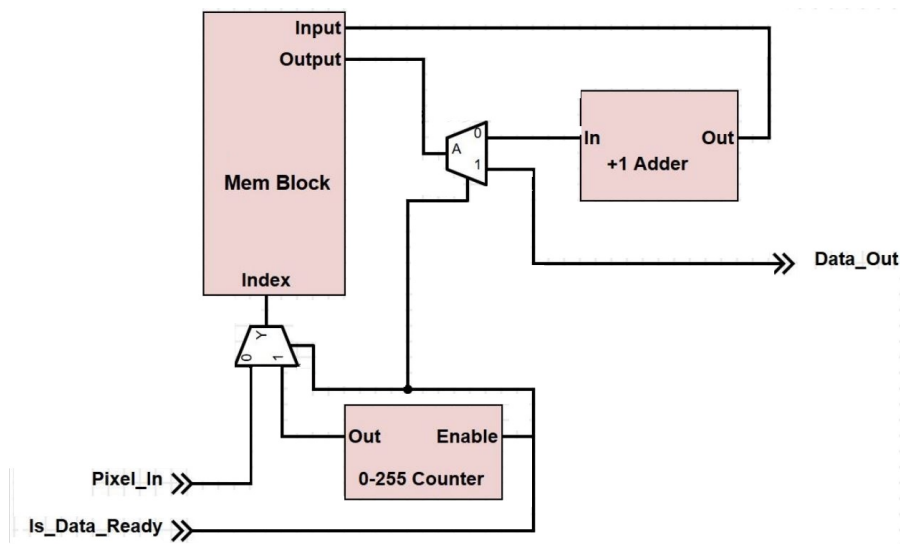 Input
Output
Mem Block
Index
A
0
1
In
Out
+1 Adder
Data_Out
Y
0
1
Out
Enable
0-255 Counter
Pixel_In
Is_Data_Ready